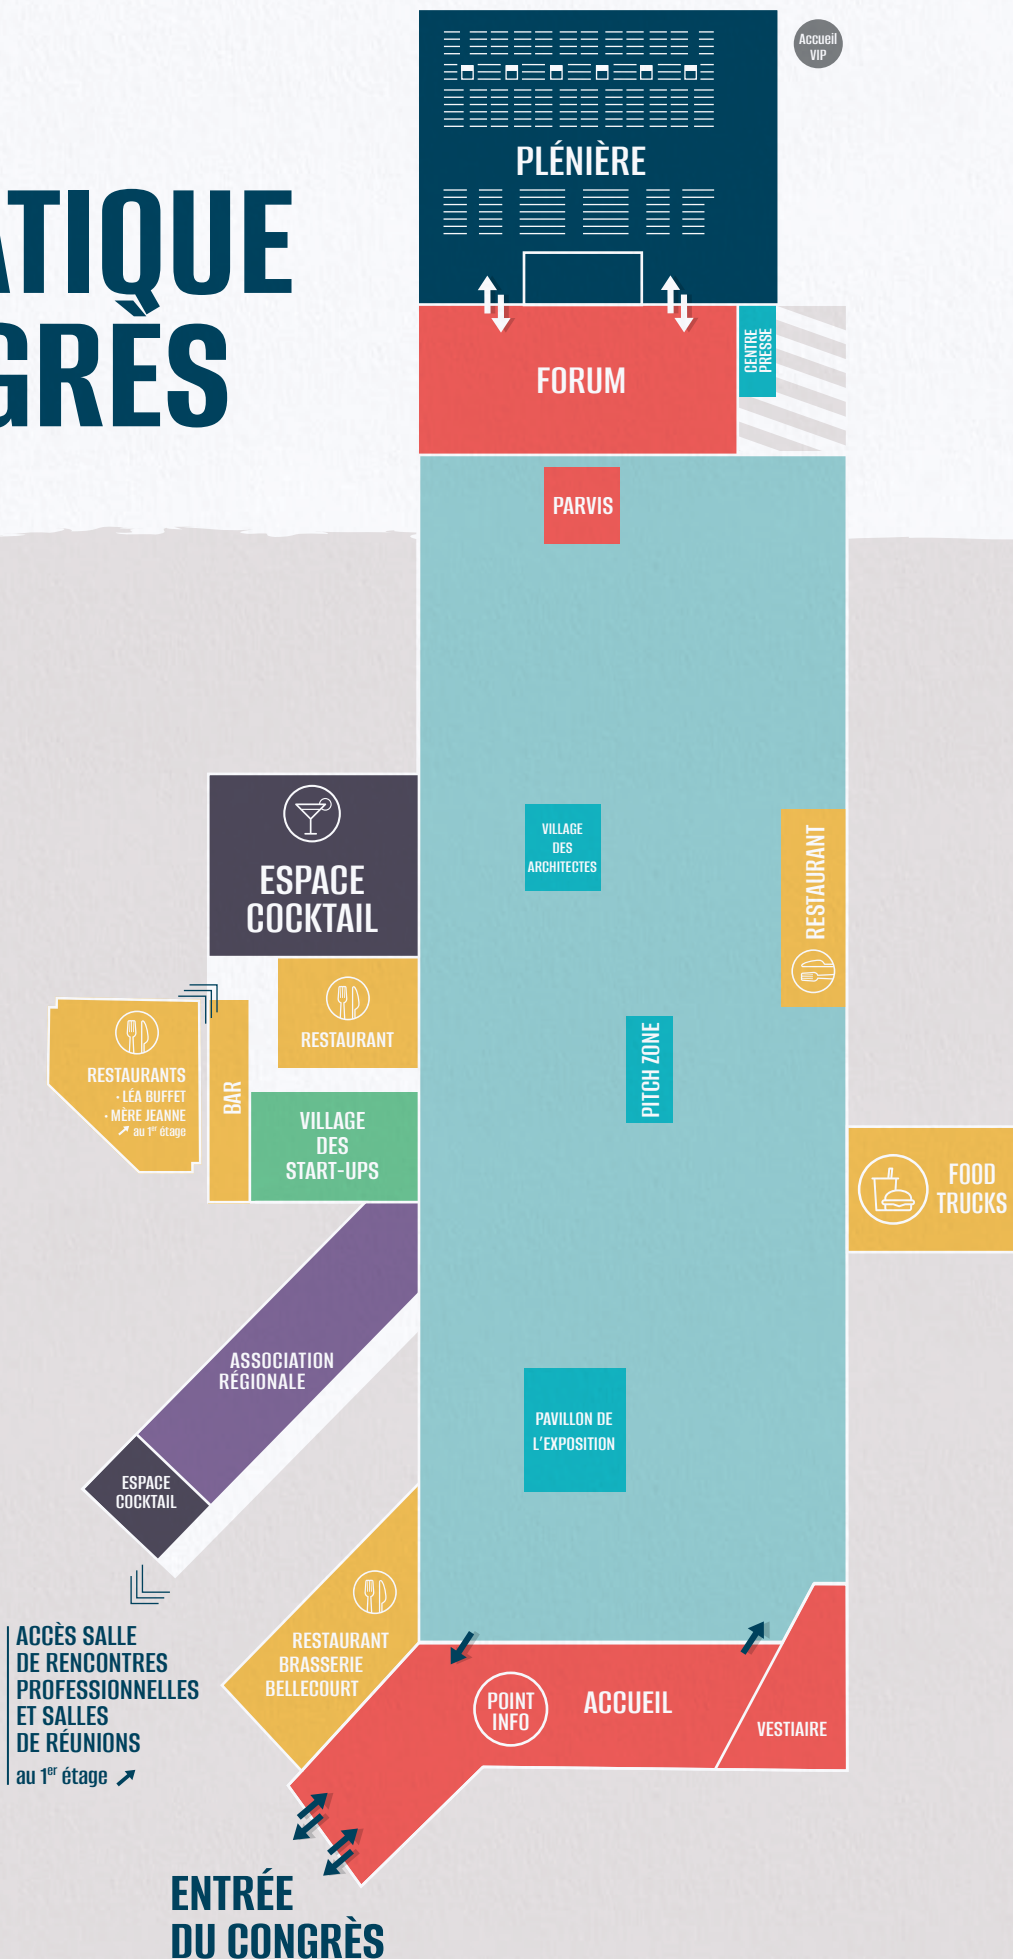 Accueil
VIP
PLÉNIÈRE
ATIQUE
GRÈS
FORUM
CENTRE
PRESSE
PARVIS
VILLAGE
DES
ARCHITECTES
RESTAURANT
ESPACE
COCKTAIL
RESTAURANT
RESTAURANTS
· LÉA BUFFET
· MÈRE JEANNE
au 1er étage
BAR
VILLAGE
DES
START-UPS
PITCH ZONE
FOOD
TRUCKS
ASSOCIATION
RÉGIONALE
ESPACE
COCKTAIL
PAVILLON DE
L'EXPOSITION
ACCÈS SALLE
DE RENCONTRES
PROFESSIONNELLES
ET SALLES
DE RÉUNIONS
au 1er étage
RESTAURANT
BRASSERIE
BELLECOURT
POINT
INFO
ACCUEIL
VESTIAIRE
ENTRÉE
DU CONGRÈS